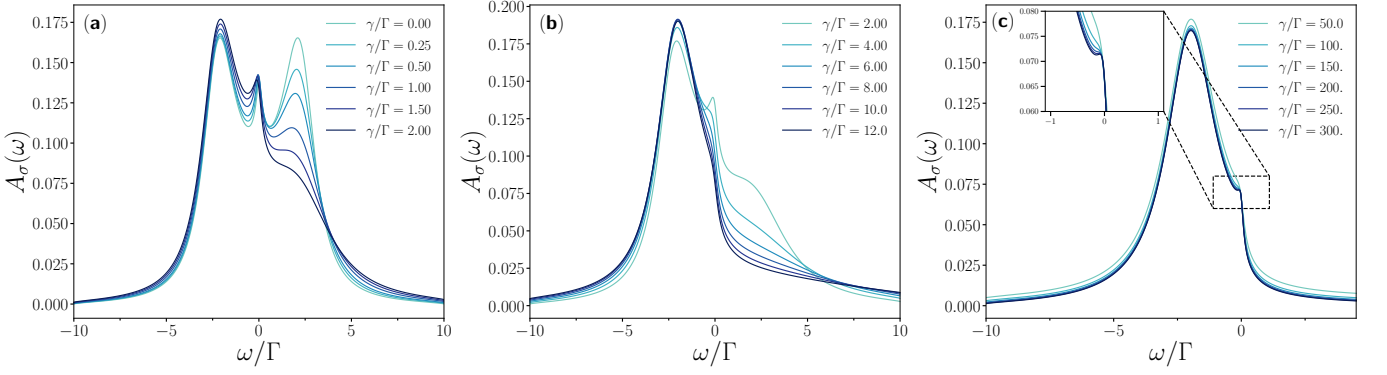 (a)
γ/Γ = 0.00
γ/Γ = 0.25
γ/Γ = 0.50
γ/Γ = 1.00
γ/Γ = 1.50
γ/Γ = 2.00
0.175
0.150
0.125
0.100
0.075
0.050
0.025
0.000
A_σ(ω)
−10
−5
0
5
10
ω/Γ
(b)
γ/Γ = 2.00
γ/Γ = 4.00
γ/Γ = 6.00
γ/Γ = 8.00
γ/Γ = 10.0
γ/Γ = 12.0
0.200
0.175
0.150
0.125
0.100
0.075
0.050
0.025
0.000
A_σ(ω)
−10
−5
0
5
10
ω/Γ
(c)
γ/Γ = 50.0
γ/Γ = 100.
γ/Γ = 150.
γ/Γ = 200.
γ/Γ = 250.
γ/Γ = 300.
0.080
0.075
0.070
0.065
0.060
−1
0
1
0.175
0.150
0.125
0.100
0.075
0.050
0.025
0.000
A_σ(ω)
−10
−5
0
ω/Γ